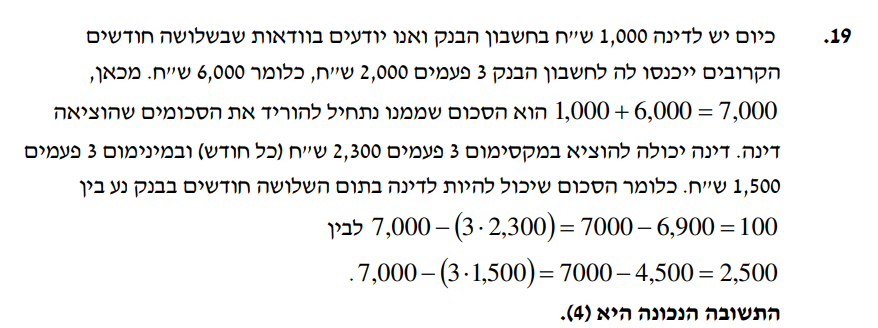 19. כיום יש לדינה 1,000 ש״ח בחשבון הבנק ואנו יודעים בוודאות שבשלושה חודשים
הקרובים ייכנסו לה לחשבון הבנק 3 פעמים 2,000 ש״ח, כלומר 6,000 ש״ח. מכאן,
1,000 + 6,000 = 7,000 הוא הסכום שממנו נתחיל להוריד את הסכומים שהוציאה
דינה. דינה יכולה להוציא במקסימום 3 פעמים 2,300 ש״ח (כל חודש) ובמינימום 3 פעמים
1,500 ש״ח. כלומר הסכום שיכול להיות לדינה בתום השלושה חודשים בבנק נע בין
7,000 − (3 · 2,300) = 7000 − 6,900 = 100 לבין
7,000 − (3 · 1,500) = 7000 − 4,500 = 2,500 .
התשובה הנכונה היא (4).